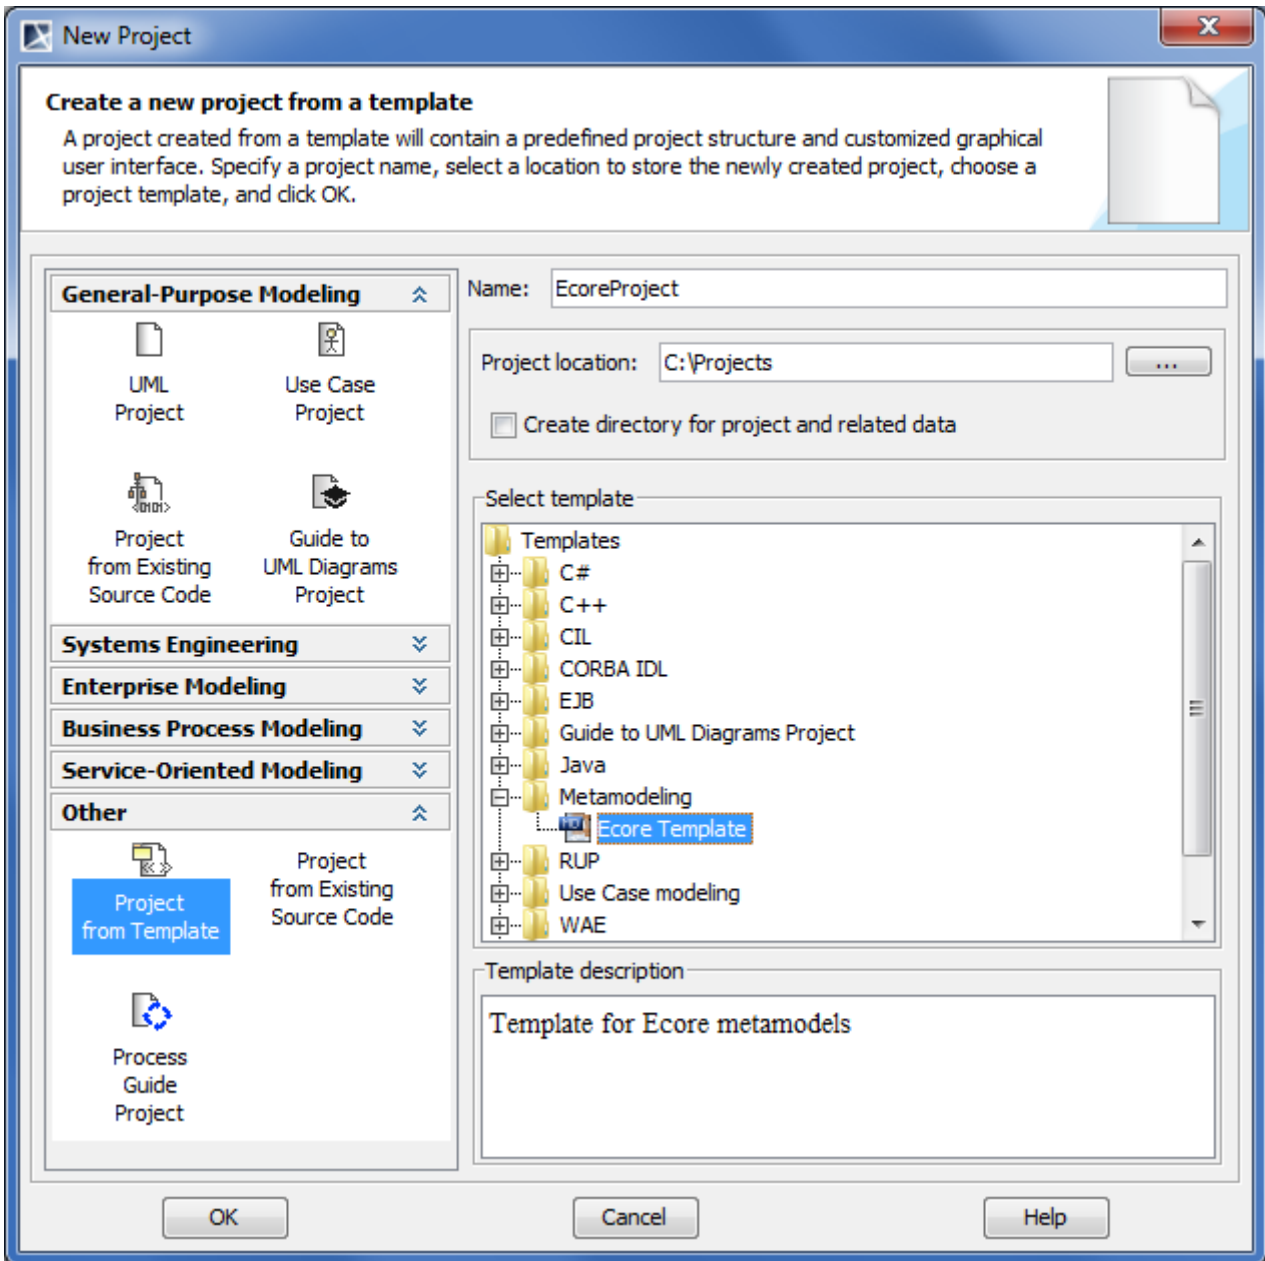 New Project
Create a new project from a template
A project created from a template will contain a predefined project structure and customized graphical
user interface. Specify a project name, select a location to store the newly created project, choose a
project template, and click OK.
General-Purpose Modeling
UML
Project
Use Case
Project
Project
from Existing
Source Code
Guide to
UML Diagrams
Project
Systems Engineering
Enterprise Modeling
Business Process Modeling
Service-Oriented Modeling
Other
Project
from Template
Project
from Existing
Source Code
Process
Guide
Project
Name: EcoreProject
Project location: C:\Projects ...
Create directory for project and related data
Select template
Templates
C#
C++
CIL
CORBA IDL
EJB
Guide to UML Diagrams Project
Java
Metamodeling
Ecore Template
RUP
Use Case modeling
WAE
Template description
Template for Ecore metamodels
OK Cancel Help